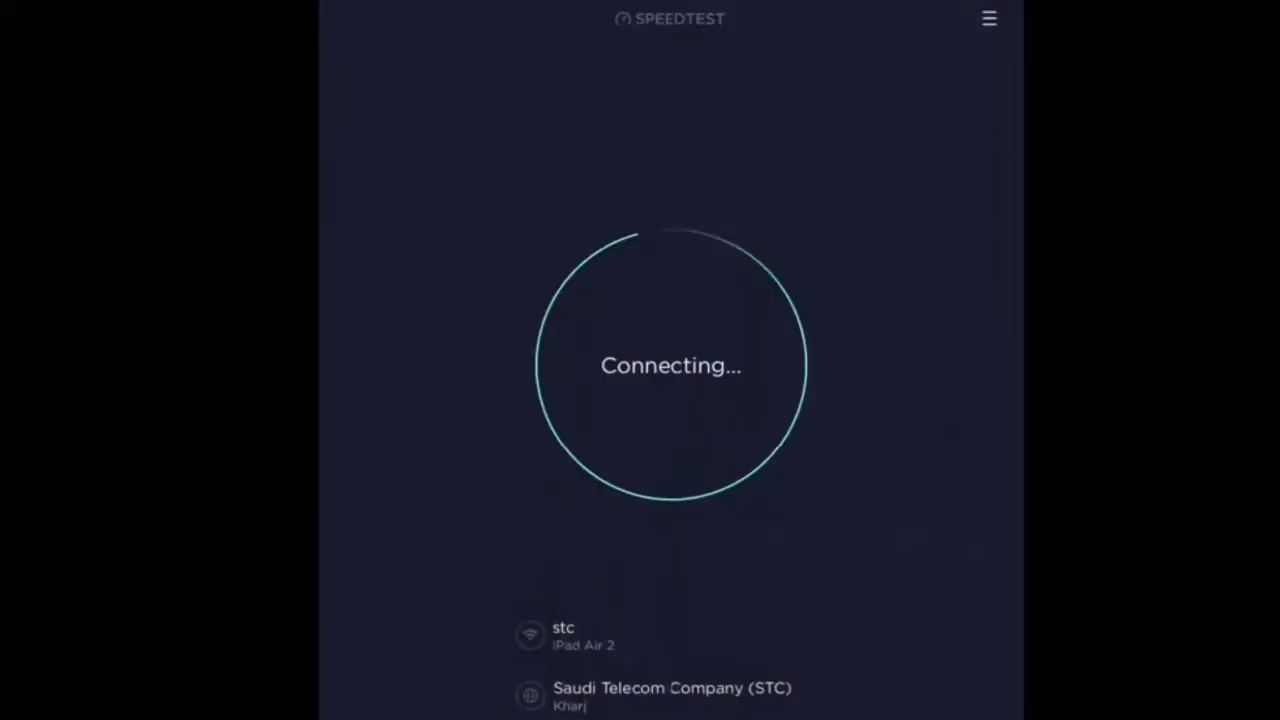 SPEEDTEST
Connecting...
stc
iPad Air 2
Saudi Telecom Company (STC)
Kharj